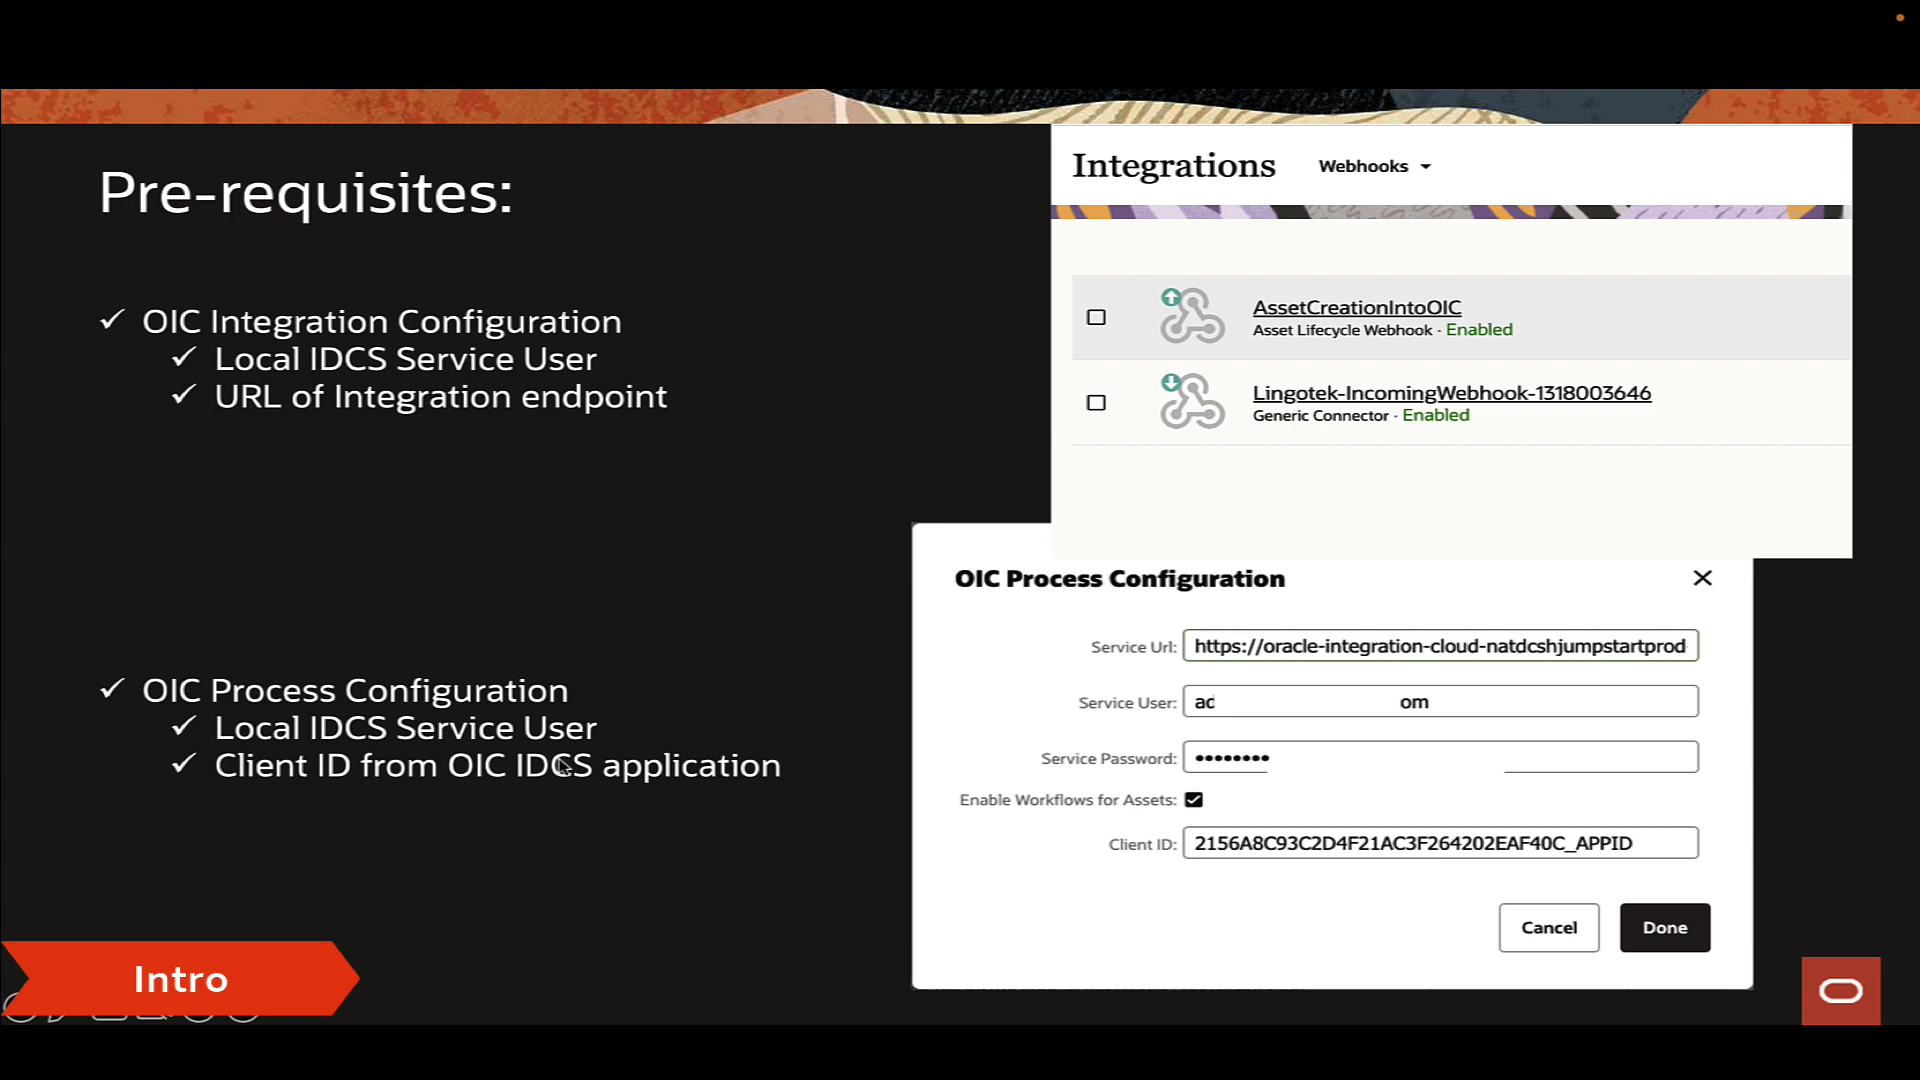 Pre-requisites:
✓ OIC Integration Configuration
✓ Local IDCS Service User
✓ URL of Integration endpoint
✓ OIC Process Configuration
✓ Local IDCS Service User
✓ Client ID from OIC IDCS application
Intro
Integrations Webhooks
AssetCreationIntoOIC
Asset Lifecycle Webhook · Enabled
Lingotek-IncomingWebhook-1318003646
Generic Connector · Enabled
OIC Process Configuration
Service Url: https://oracle-integration-cloud-natdcshjumpstartprod
Service User: ad om
Service Password: ••••••••
Enable Workflows for Assets:
Client ID: 2156A8C93C2D4F21AC3F264202EAF40C_APPID
Cancel Done